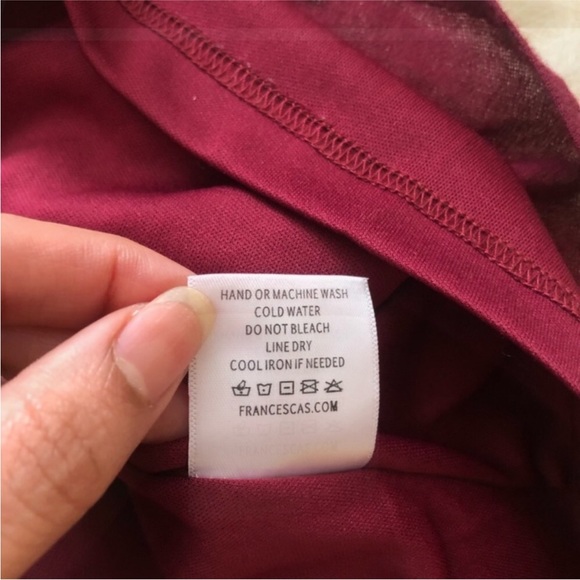 HAND OR MACHINE WASH
COLD WATER
DO NOT BLEACH
LINE DRY
COOL IRON IF NEEDED
FRANCESCAS.COM